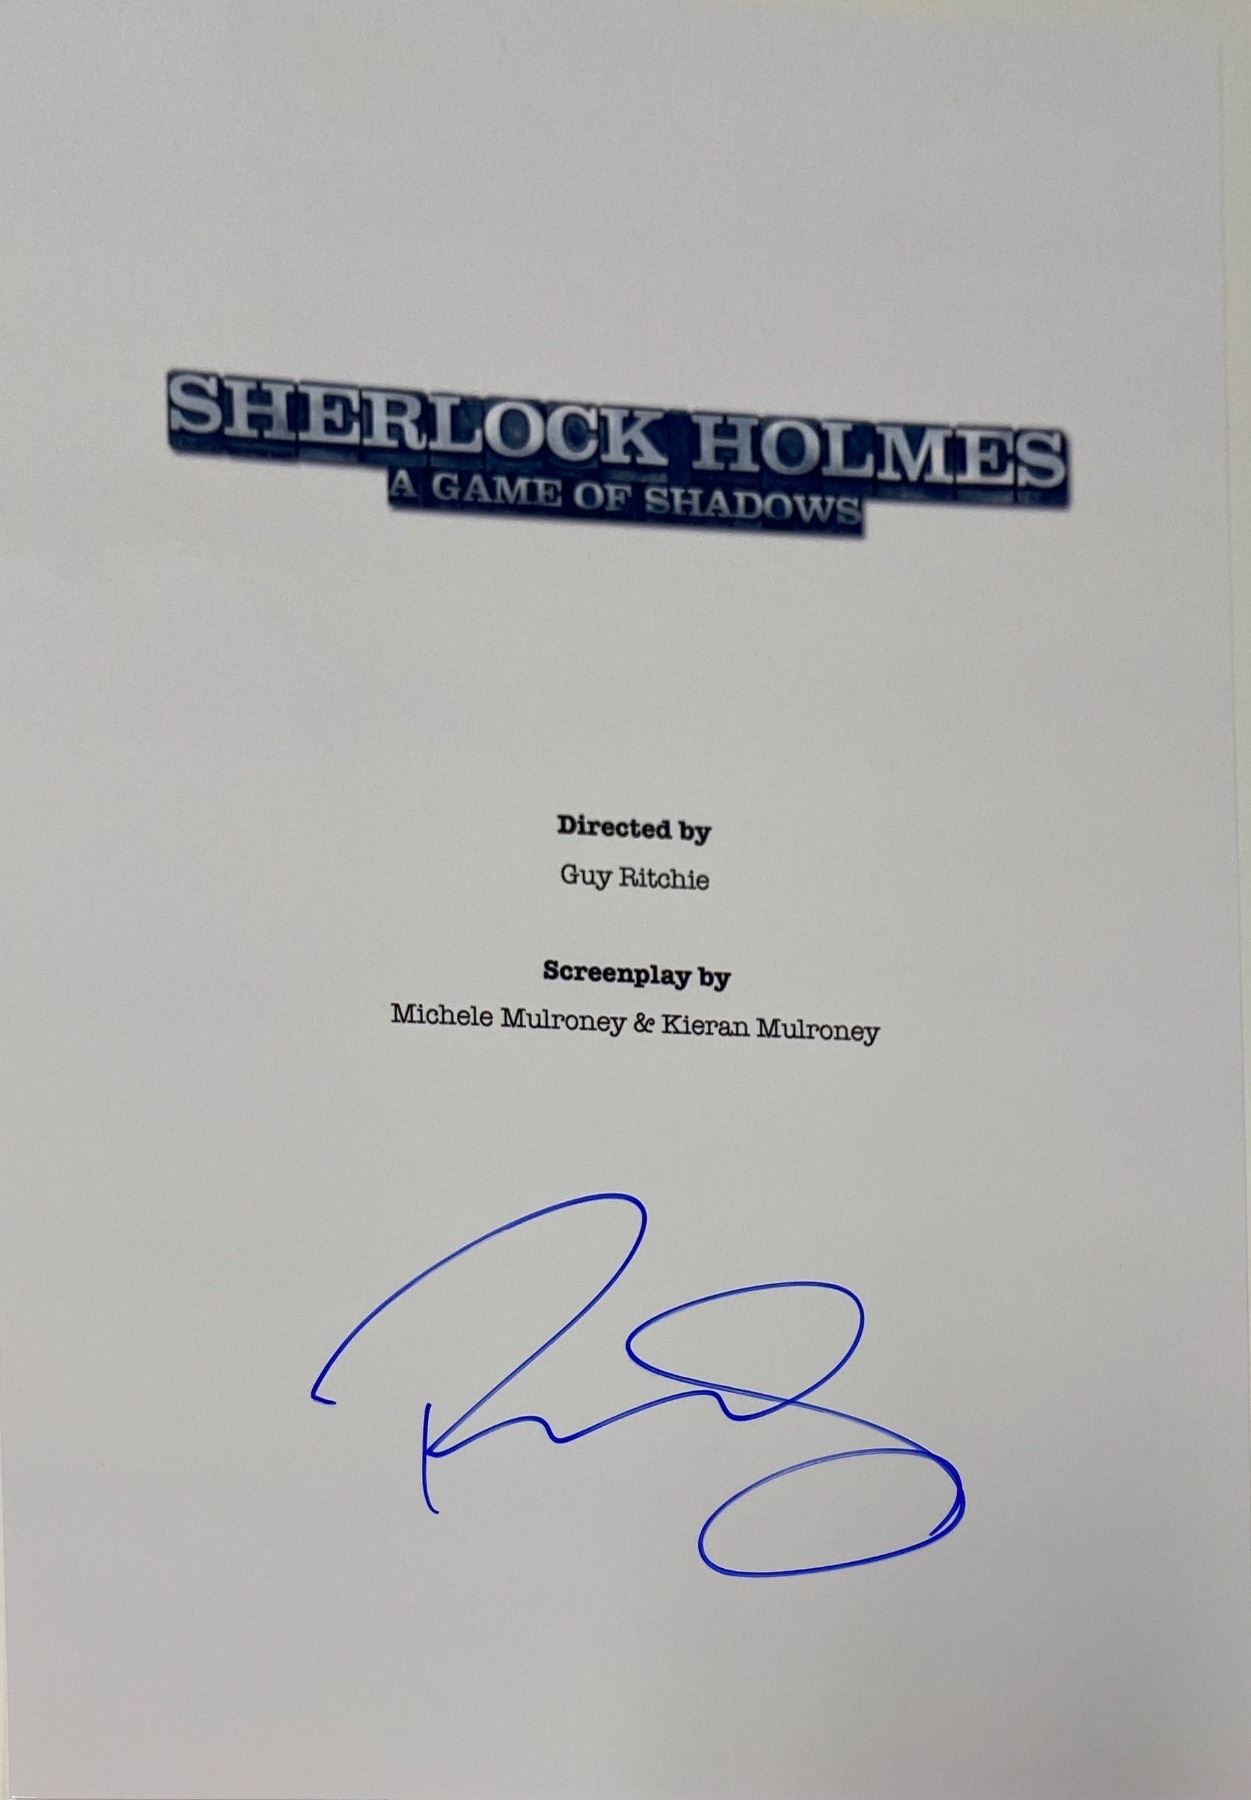 SHERLOCK HOLMES
A GAME OF SHADOWS
Directed by
Guy Ritchie
Screenplay by
Michele Mulroney & Kieran Mulroney